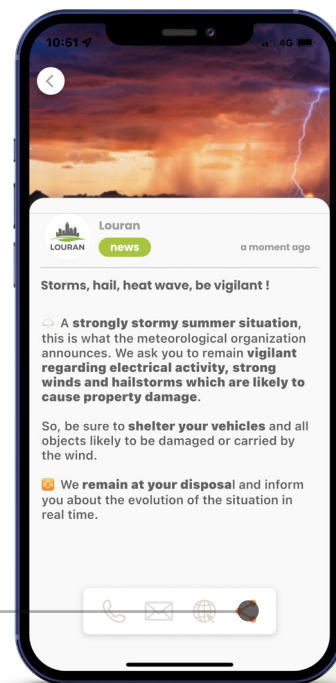 10:51
4G
Louran
LOURAN
news
a moment ago
Storms, hail, heat wave, be vigilant !
A strongly stormy summer situation,
this is what the meteorological organization
announces. We ask you to remain vigilant
regarding electrical activity, strong
winds and hailstorms which are likely to
cause property damage.
So, be sure to shelter your vehicles and all
objects likely to be damaged or carried by
the wind.
We remain at your disposal and inform
you about the evolution of the situation in
real time.